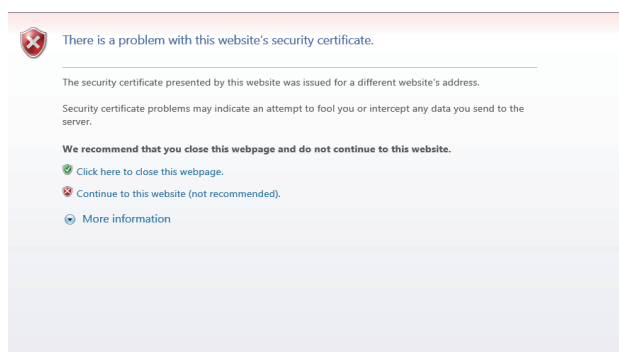 There is a problem with this website's security certificate.
The security certificate presented by this website was issued for a different website's address.
Security certificate problems may indicate an attempt to fool you or intercept any data you send to the
server.
We recommend that you close this webpage and do not continue to this website.
Click here to close this webpage.
Continue to this website (not recommended).
More information